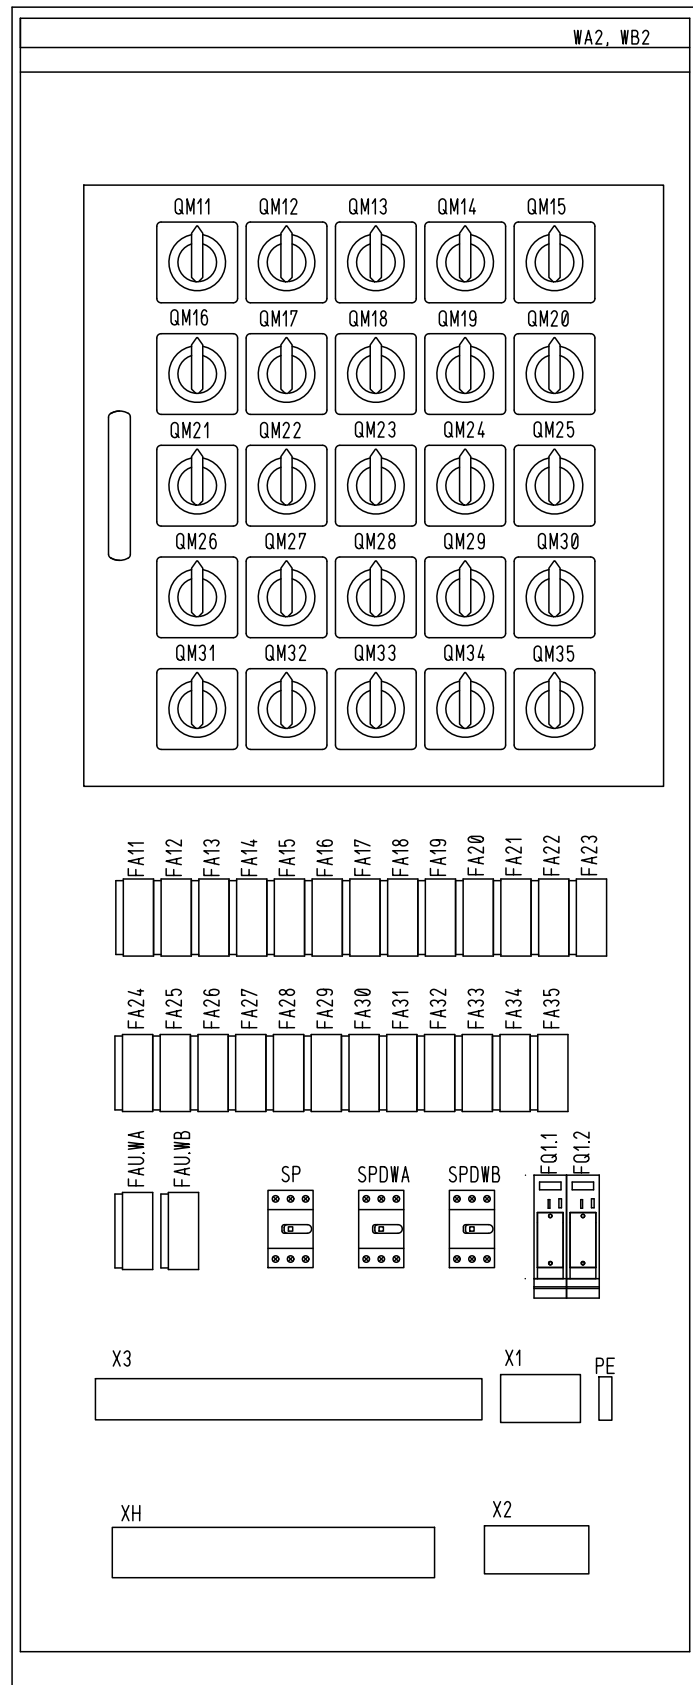 WA2, WB2
QM11 QM12 QM13 QM14 QM15
QM16 QM17 QM18 QM19 QM20
QM21 QM22 QM23 QM24 QM25
QM26 QM27 QM28 QM29 QM30
QM31 QM32 QM33 QM34 QM35
FA11 FA12 FA13 FA14 FA15 FA16 FA17 FA18 FA19 FA20 FA21 FA22 FA23
FA24 FA25 FA26 FA27 FA28 FA29 FA30 FA31 FA32 FA33 FA34 FA35
FAU.WA FAU.WB SP SPDWA SPDWB FQ1.1 FQ1.2
X3 X1 PE
XH X2